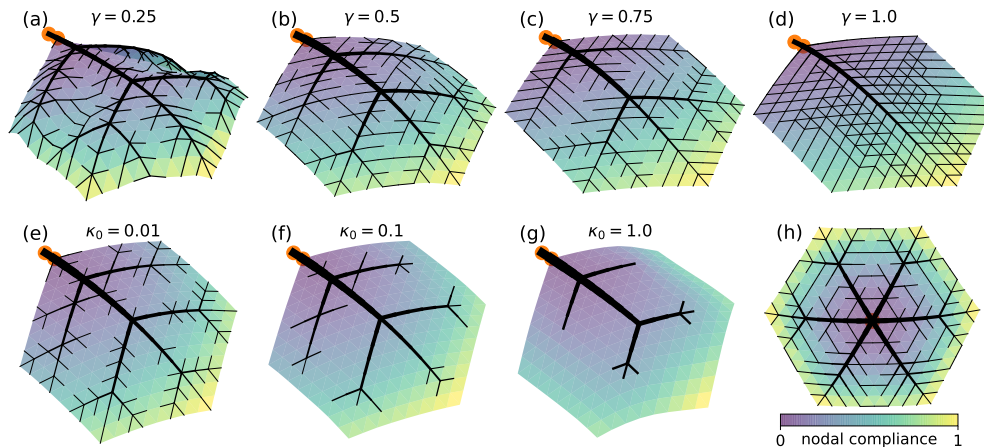 (a) γ = 0.25
(b) γ = 0.5
(c) γ = 0.75
(d) γ = 1.0
(e) κ₀ = 0.01
(f) κ₀ = 0.1
(g) κ₀ = 1.0
(h)
0 nodal compliance 1